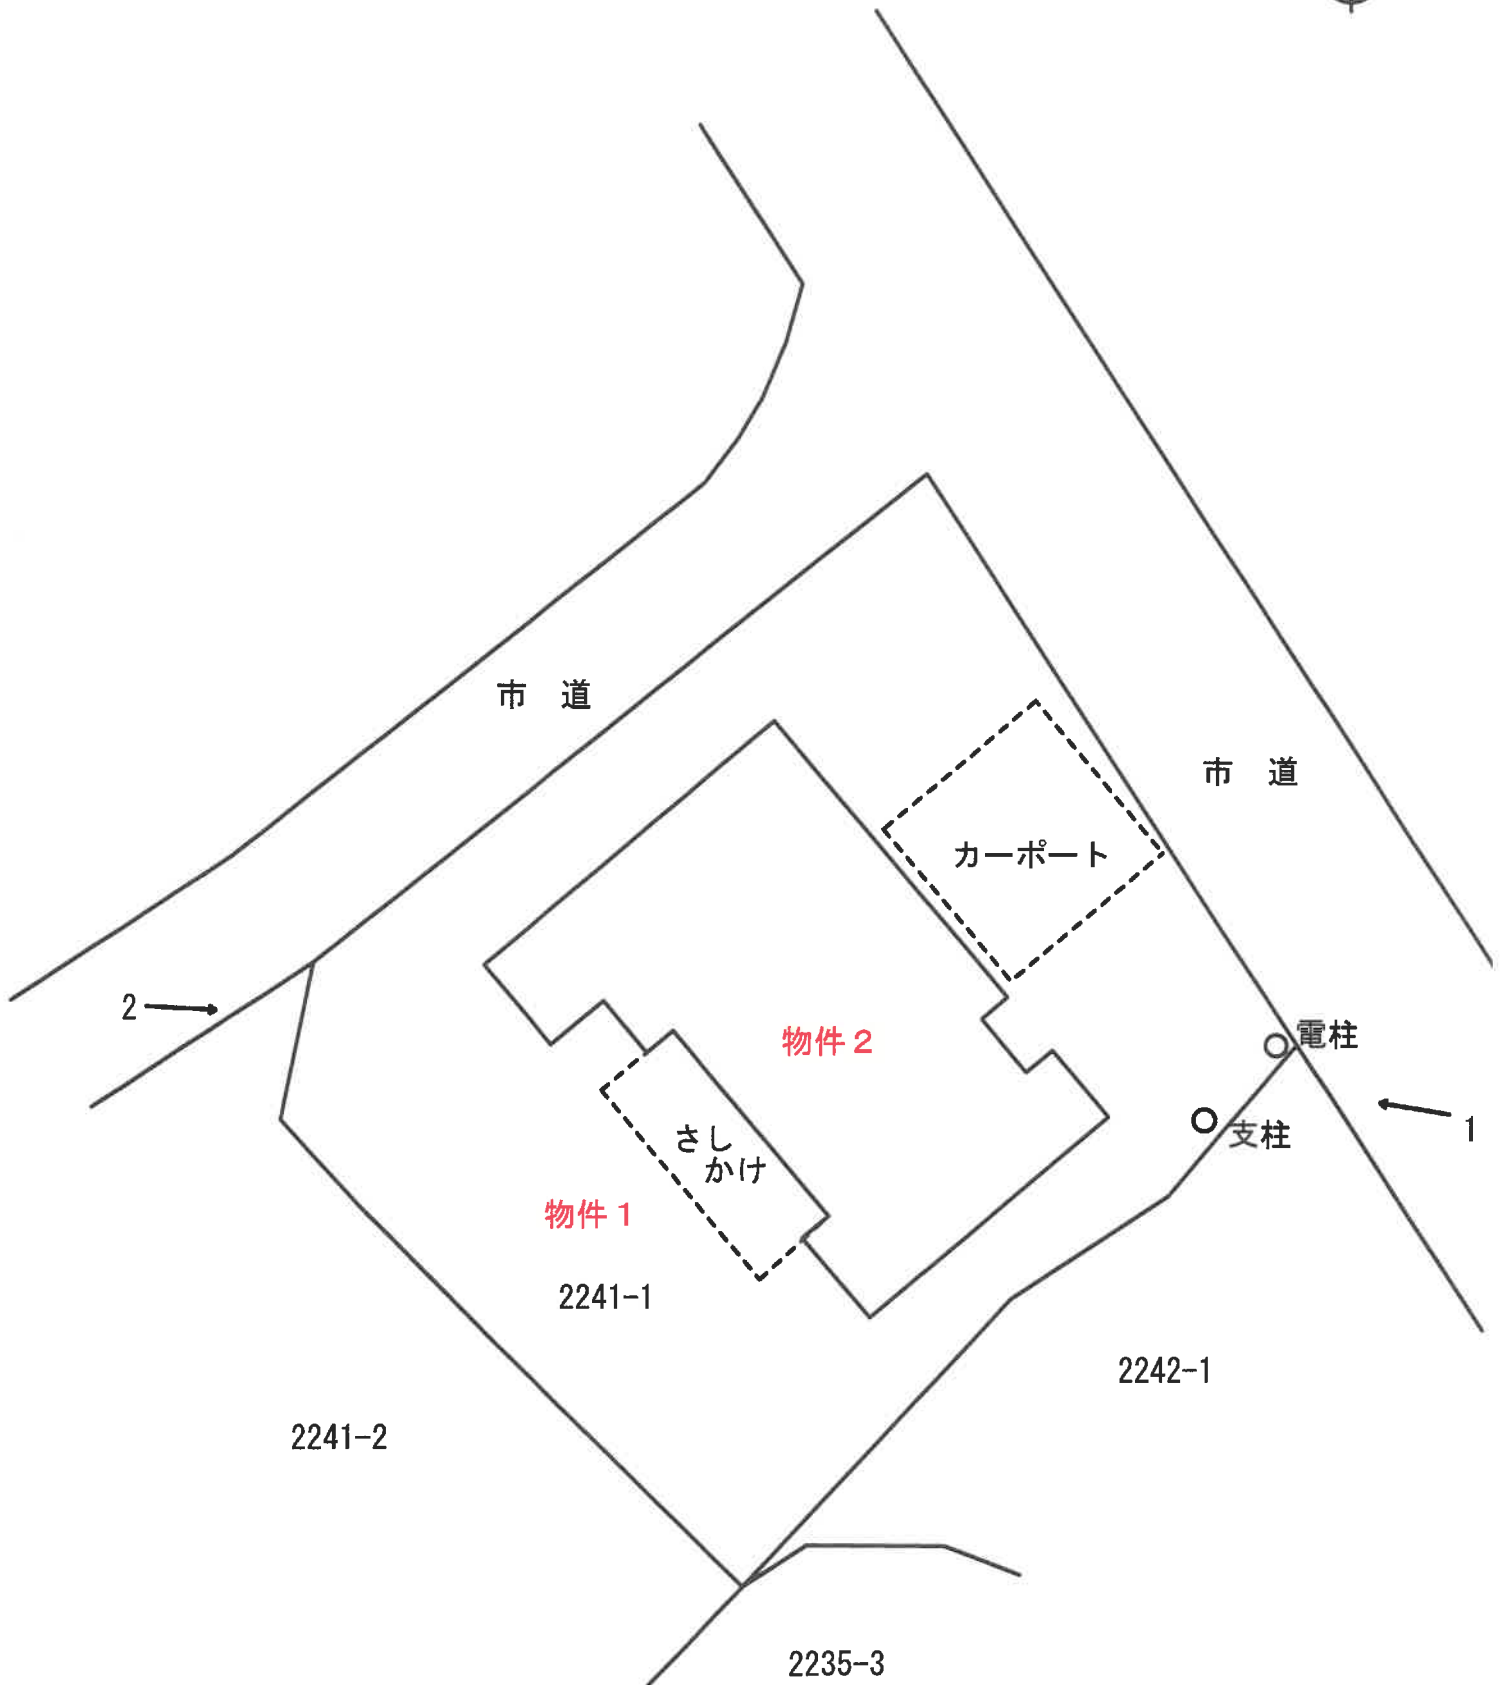 市 道
市 道
カーポート
2
物件2
電柱
1
支柱
さし
かけ
物件1
2241-1
2242-1
2241-2
2235-3